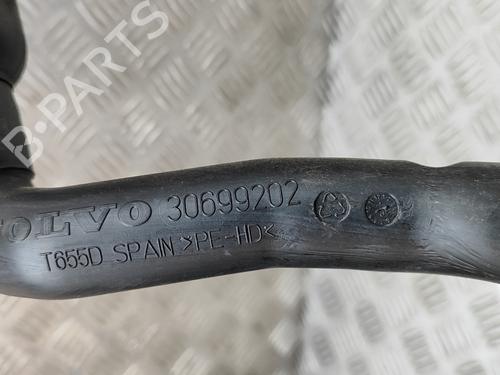 B-PARTS
VOLVO 30699202
T655D SPAIN >PE-HD<